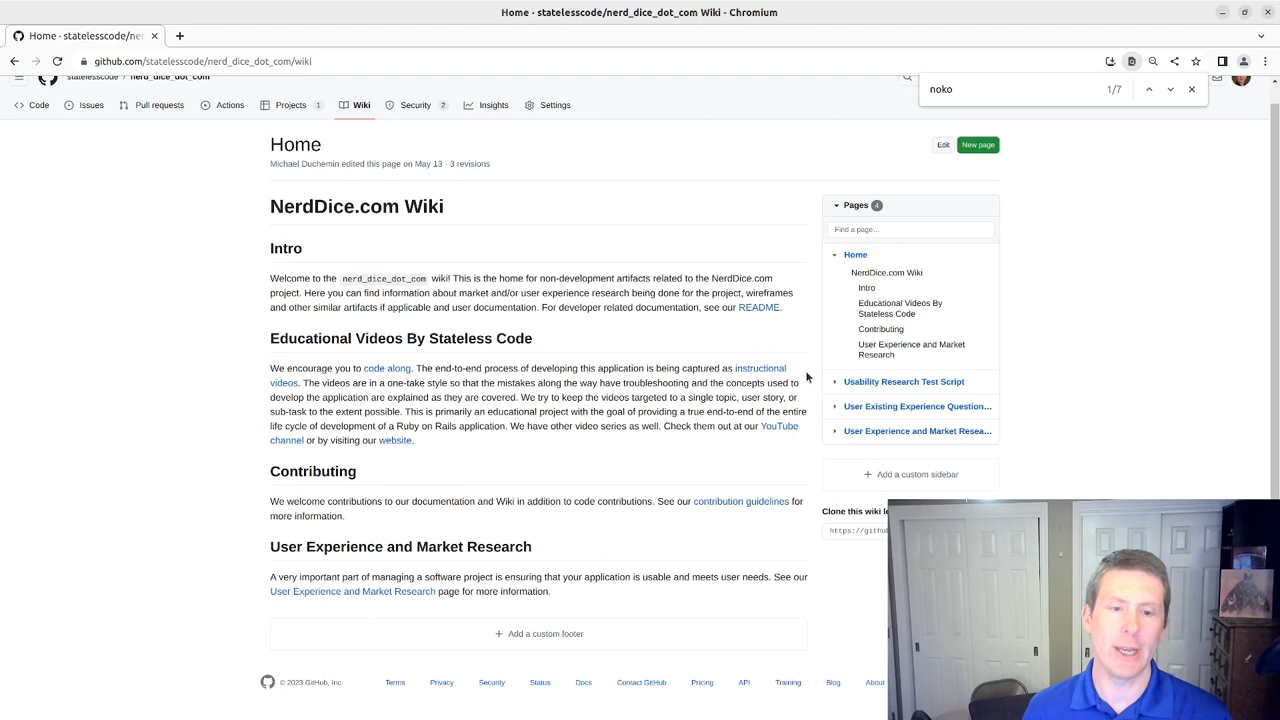 Home - statelesscode/nerd_dice_dot_com Wiki - Chromium
Home - statelesscode/ner
github.com/statelesscode/nerd_dice_dot_com/wiki
noko
1/7
statelesscode / nerd_dice_dot_com
Code
Issues
Pull requests
Actions
Projects 1
Wiki
Security 2
Insights
Settings
Home
Michael Duchemin edited this page on May 13 · 3 revisions
Edit
New page
NerdDice.com Wiki
Intro
Welcome to the nerd_dice_dot_com wiki! This is the home for non-development artifacts related to the NerdDice.com
project. Here you can find information about market and/or user experience research being done for the project, wireframes
and other similar artifacts if applicable and user documentation. For developer related documentation, see our README.
Educational Videos By Stateless Code
We encourage you to code along. The end-to-end process of developing this application is being captured as instructional
videos. The videos are in a one-take style so that the mistakes along the way have troubleshooting and the concepts used to
develop the application are explained as they are covered. We try to keep the videos targeted to a single topic, user story, or
sub-task to the extent possible. This is primarily an educational project with the goal of providing a true end-to-end of the entire
life cycle of development of a Ruby on Rails application. We have other video series as well. Check them out at our YouTube
channel or by visiting our website.
Contributing
We welcome contributions to our documentation and Wiki in addition to code contributions. See our contribution guidelines for
more information.
User Experience and Market Research
A very important part of managing a software project is ensuring that your application is usable and meets user needs. See our
User Experience and Market Research page for more information.
Add a custom footer
Pages 4
Find a page...
Home
NerdDice.com Wiki
Intro
Educational Videos By
Stateless Code
Contributing
User Experience and Market
Research
Usability Research Test Script
User Existing Experience Question...
User Experience and Market Resea...
Add a custom sidebar
Clone this wiki
https://github
© 2023 GitHub, Inc.
Terms
Privacy
Security
Status
Docs
Contact GitHub
Pricing
API
Training
Blog
About